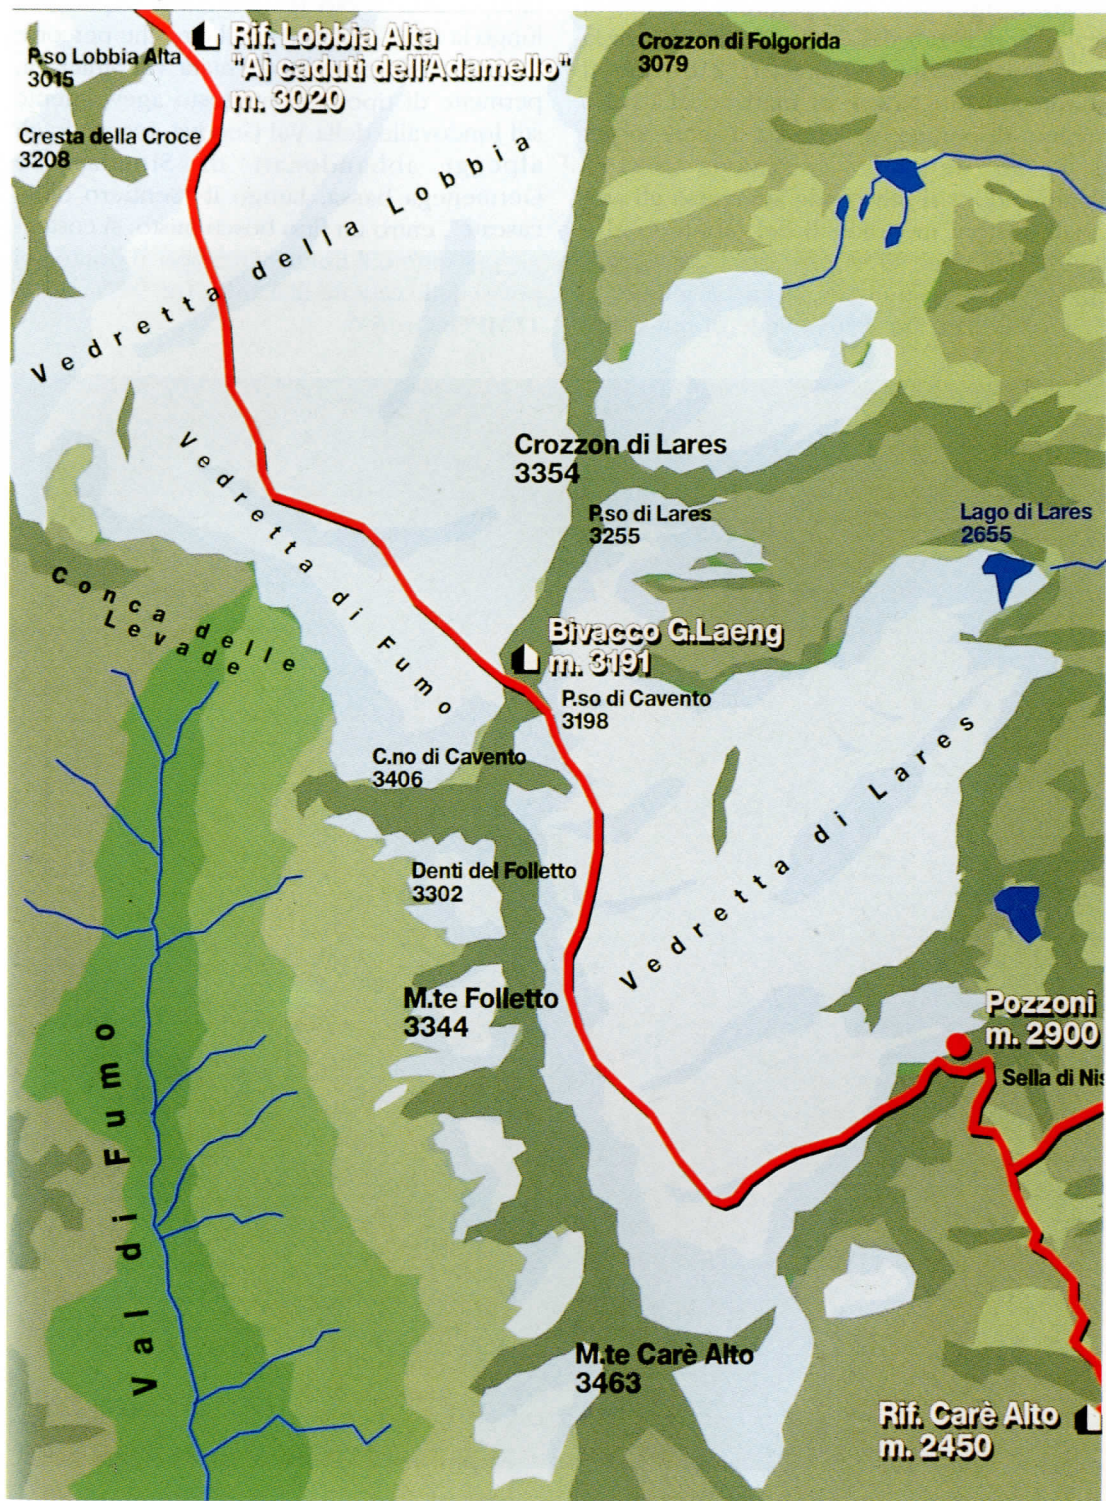 Rif. Lobbia Alta
"Ai caduti dell'Adamello"
m. 3020
P.so Lobbia Alta
3015
Crozzon di Folgorida
3079
Cresta della Croce
3208
Vedretta della Lobbia
Vedretta di Fumo
Crozzon di Lares
3354
P.so di Lares
3255
Lago di Lares
2655
Conca delle
Levade
Bivacco G.Laeng
m. 3191
P.so di Cavento
3198
C.no di Cavento
3406
Vedretta di Lares
Denti del Folletto
3302
M.te Folletto
3344
Pozzoni
m. 2900
Sella di Nis
Val di Fumo
M.te Carè Alto
3463
Rif. Carè Alto
m. 2450